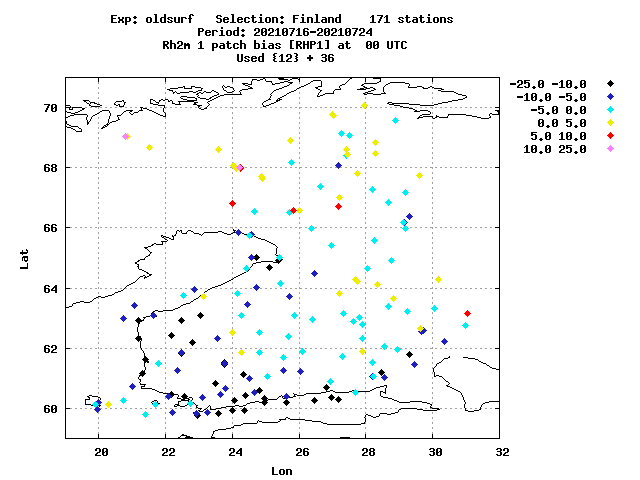 Exp: oldsurf   Selection: Finland    171 stations
Period: 20210716-20210724
Rh2m 1 patch bias [RHP1] at  00 UTC
Used {12} + 36
-25.0 -10.0
-10.0 -5.0
-5.0 0.0
0.0 5.0
5.0 10.0
10.0 25.0
70
68
66
64
62
60
Lat
20 22 24 26 28 30 32
Lon